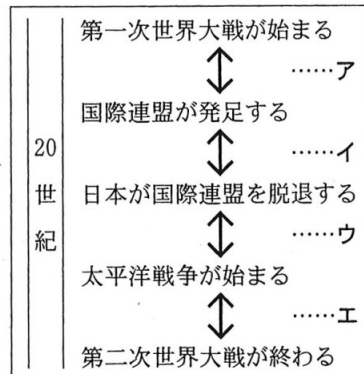 第一次世界大戦が始まる
……ア
国際連盟が発足する
……イ
日本が国際連盟を脱退する
……ウ
太平洋戦争が始まる
……エ
第二次世界大戦が終わる
20世紀